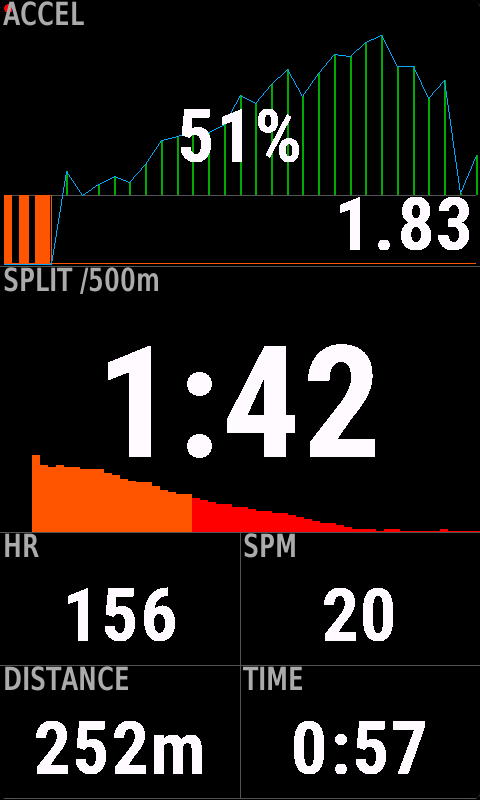 ACCEL
51%
1.83
SPLIT /500m
1:42
HR
SPM
156
20
DISTANCE
TIME
252m
0:57